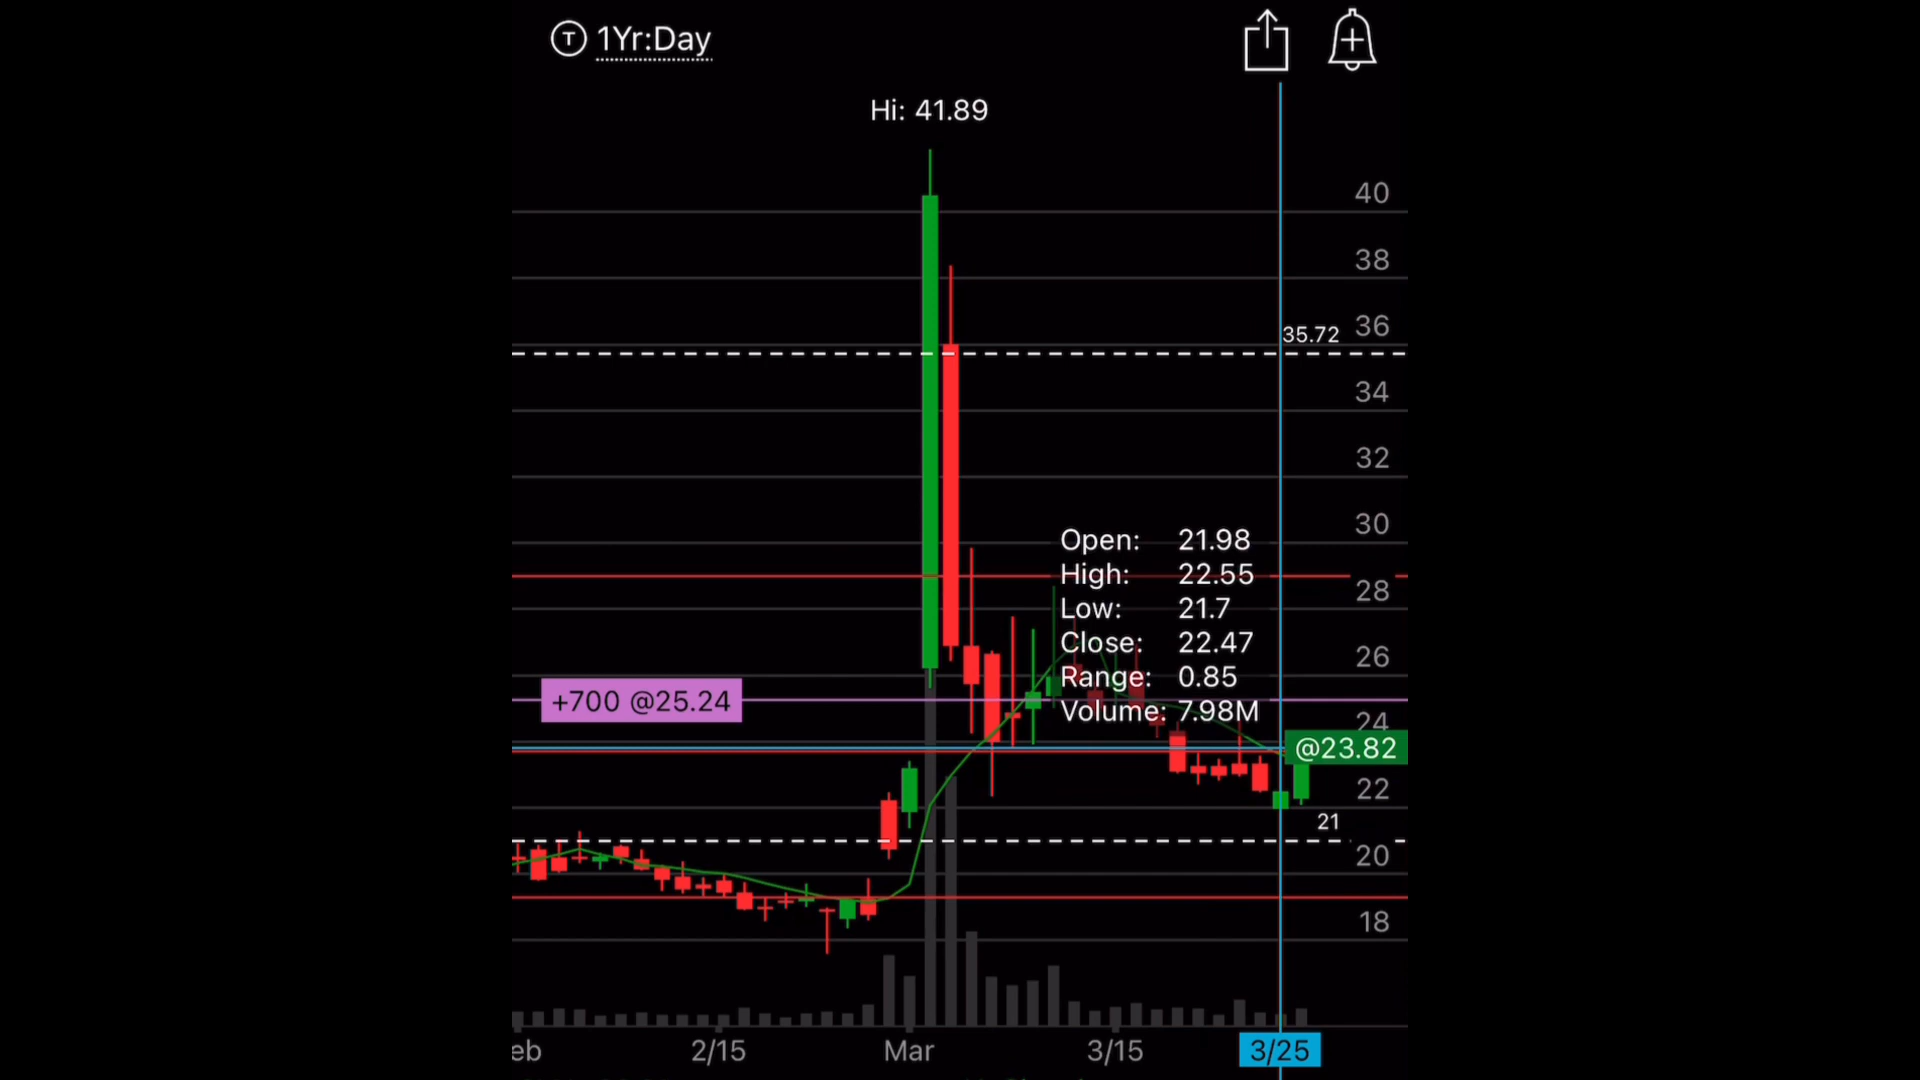 T 1Yr:Day
Hi: 41.89
40
38
35.72 36
34
32
30
Open: 21.98
High: 22.55
28
Low: 21.7
Close: 22.47
26
Range: 0.85
+700 @25.24
Volume: 7.98M
24
@23.82
22
21
20
18
eb 2/15 Mar 3/15 3/25